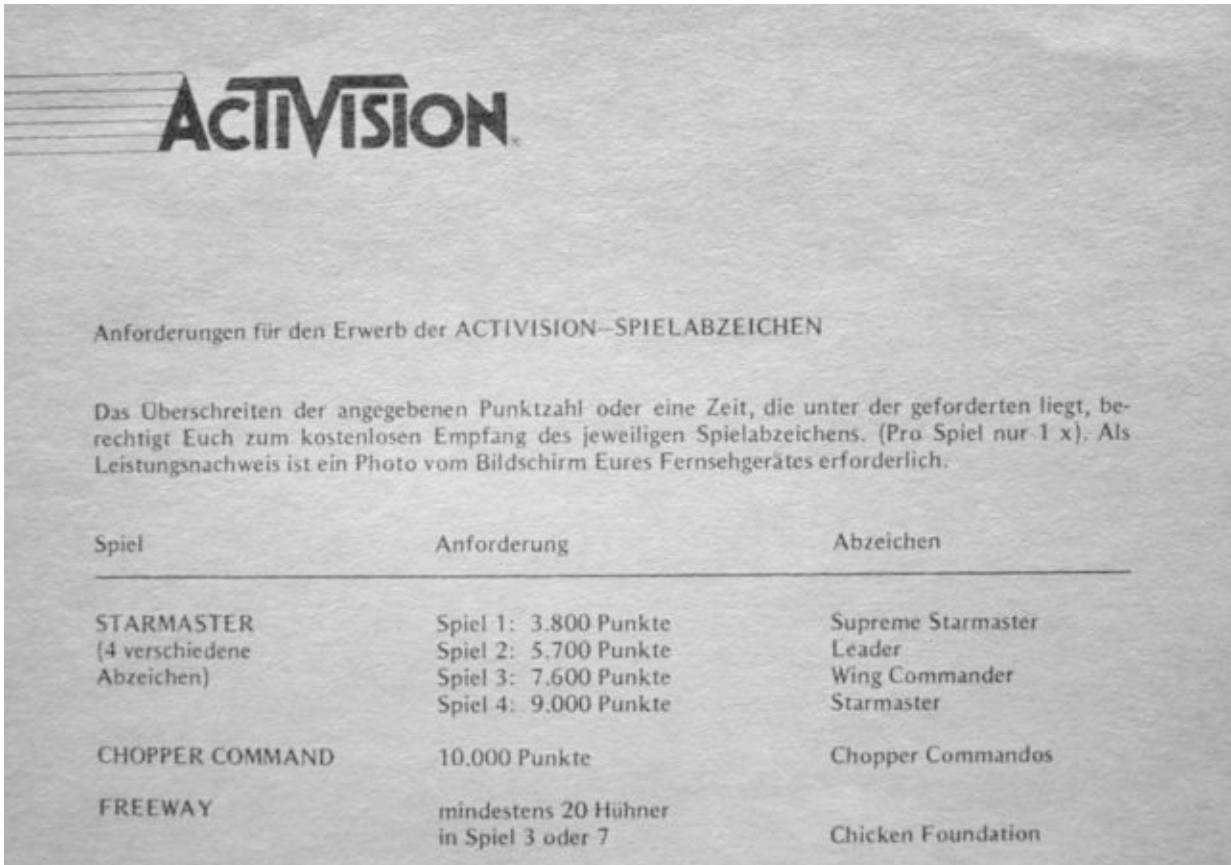 ACTIVISION®
Anforderungen für den Erwerb der ACTIVISION–SPIELABZEICHEN
Das Überschreiten der angegebenen Punktzahl oder eine Zeit, die unter der geforderten liegt, be-
rechtigt Euch zum kostenlosen Empfang des jeweiligen Spielabzeichens. (Pro Spiel nur 1 x). Als
Leistungsnachweis ist ein Photo vom Bildschirm Eures Fernsehgerätes erforderlich.
Spiel Anforderung Abzeichen
STARMASTER Spiel 1: 3.800 Punkte Supreme Starmaster
(4 verschiedene Spiel 2: 5.700 Punkte Leader
Abzeichen) Spiel 3: 7.600 Punkte Wing Commander
Spiel 4: 9.000 Punkte Starmaster
CHOPPER COMMAND 10.000 Punkte Chopper Commandos
FREEWAY mindestens 20 Hühner
in Spiel 3 oder 7 Chicken Foundation